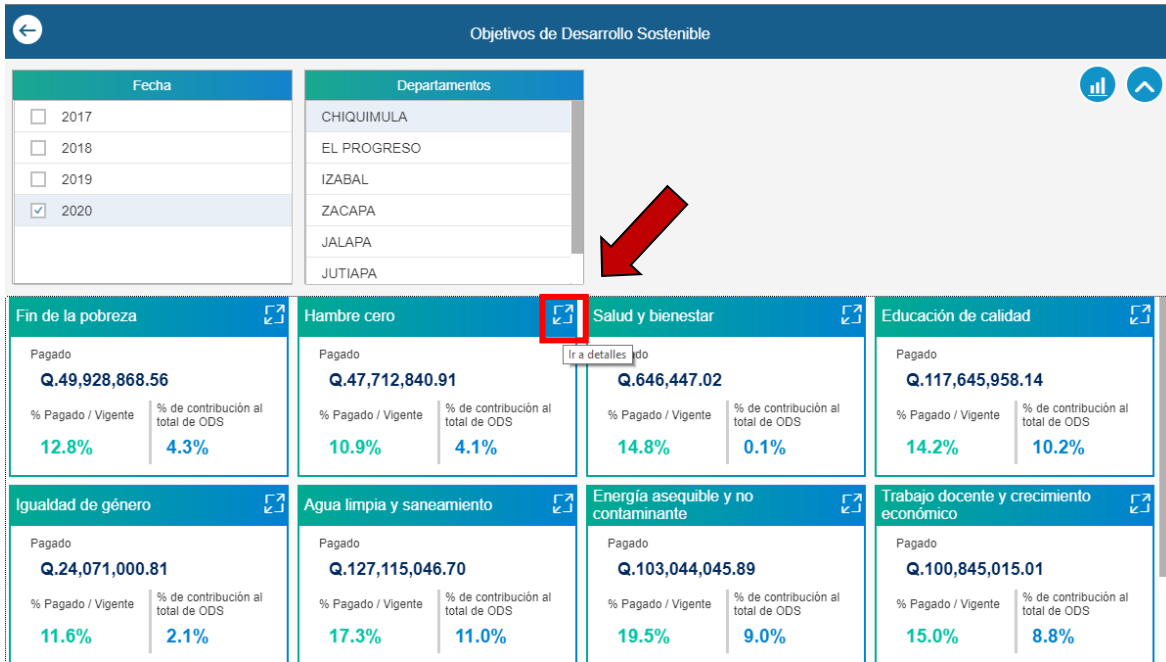 Objetivos de Desarrollo Sostenible
Fecha
2017
2018
2019
2020
Departamentos
CHIQUIMULA
EL PROGRESO
IZABAL
ZACAPA
JALAPA
JUTIAPA
Fin de la pobreza
Pagado
Q.49,928,868.56
% Pagado / Vigente
12.8%
% de contribución al
total de ODS
4.3%
Hambre cero
Ir a detalles
Pagado
Q.47,712,840.91
% Pagado / Vigente
10.9%
% de contribución al
total de ODS
4.1%
Salud y bienestar
do
Q.646,447.02
% Pagado / Vigente
14.8%
% de contribución al
total de ODS
0.1%
Educación de calidad
Pagado
Q.117,645,958.14
% Pagado / Vigente
14.2%
% de contribución al
total de ODS
10.2%
Igualdad de género
Pagado
Q.24,071,000.81
% Pagado / Vigente
11.6%
% de contribución al
total de ODS
2.1%
Agua limpia y saneamiento
Pagado
Q.127,115,046.70
% Pagado / Vigente
17.3%
% de contribución al
total de ODS
11.0%
Energía asequible y no
contaminante
Pagado
Q.103,044,045.89
% Pagado / Vigente
19.5%
% de contribución al
total de ODS
9.0%
Trabajo docente y crecimiento
económico
Pagado
Q.100,845,015.01
% Pagado / Vigente
15.0%
% de contribución al
total de ODS
8.8%